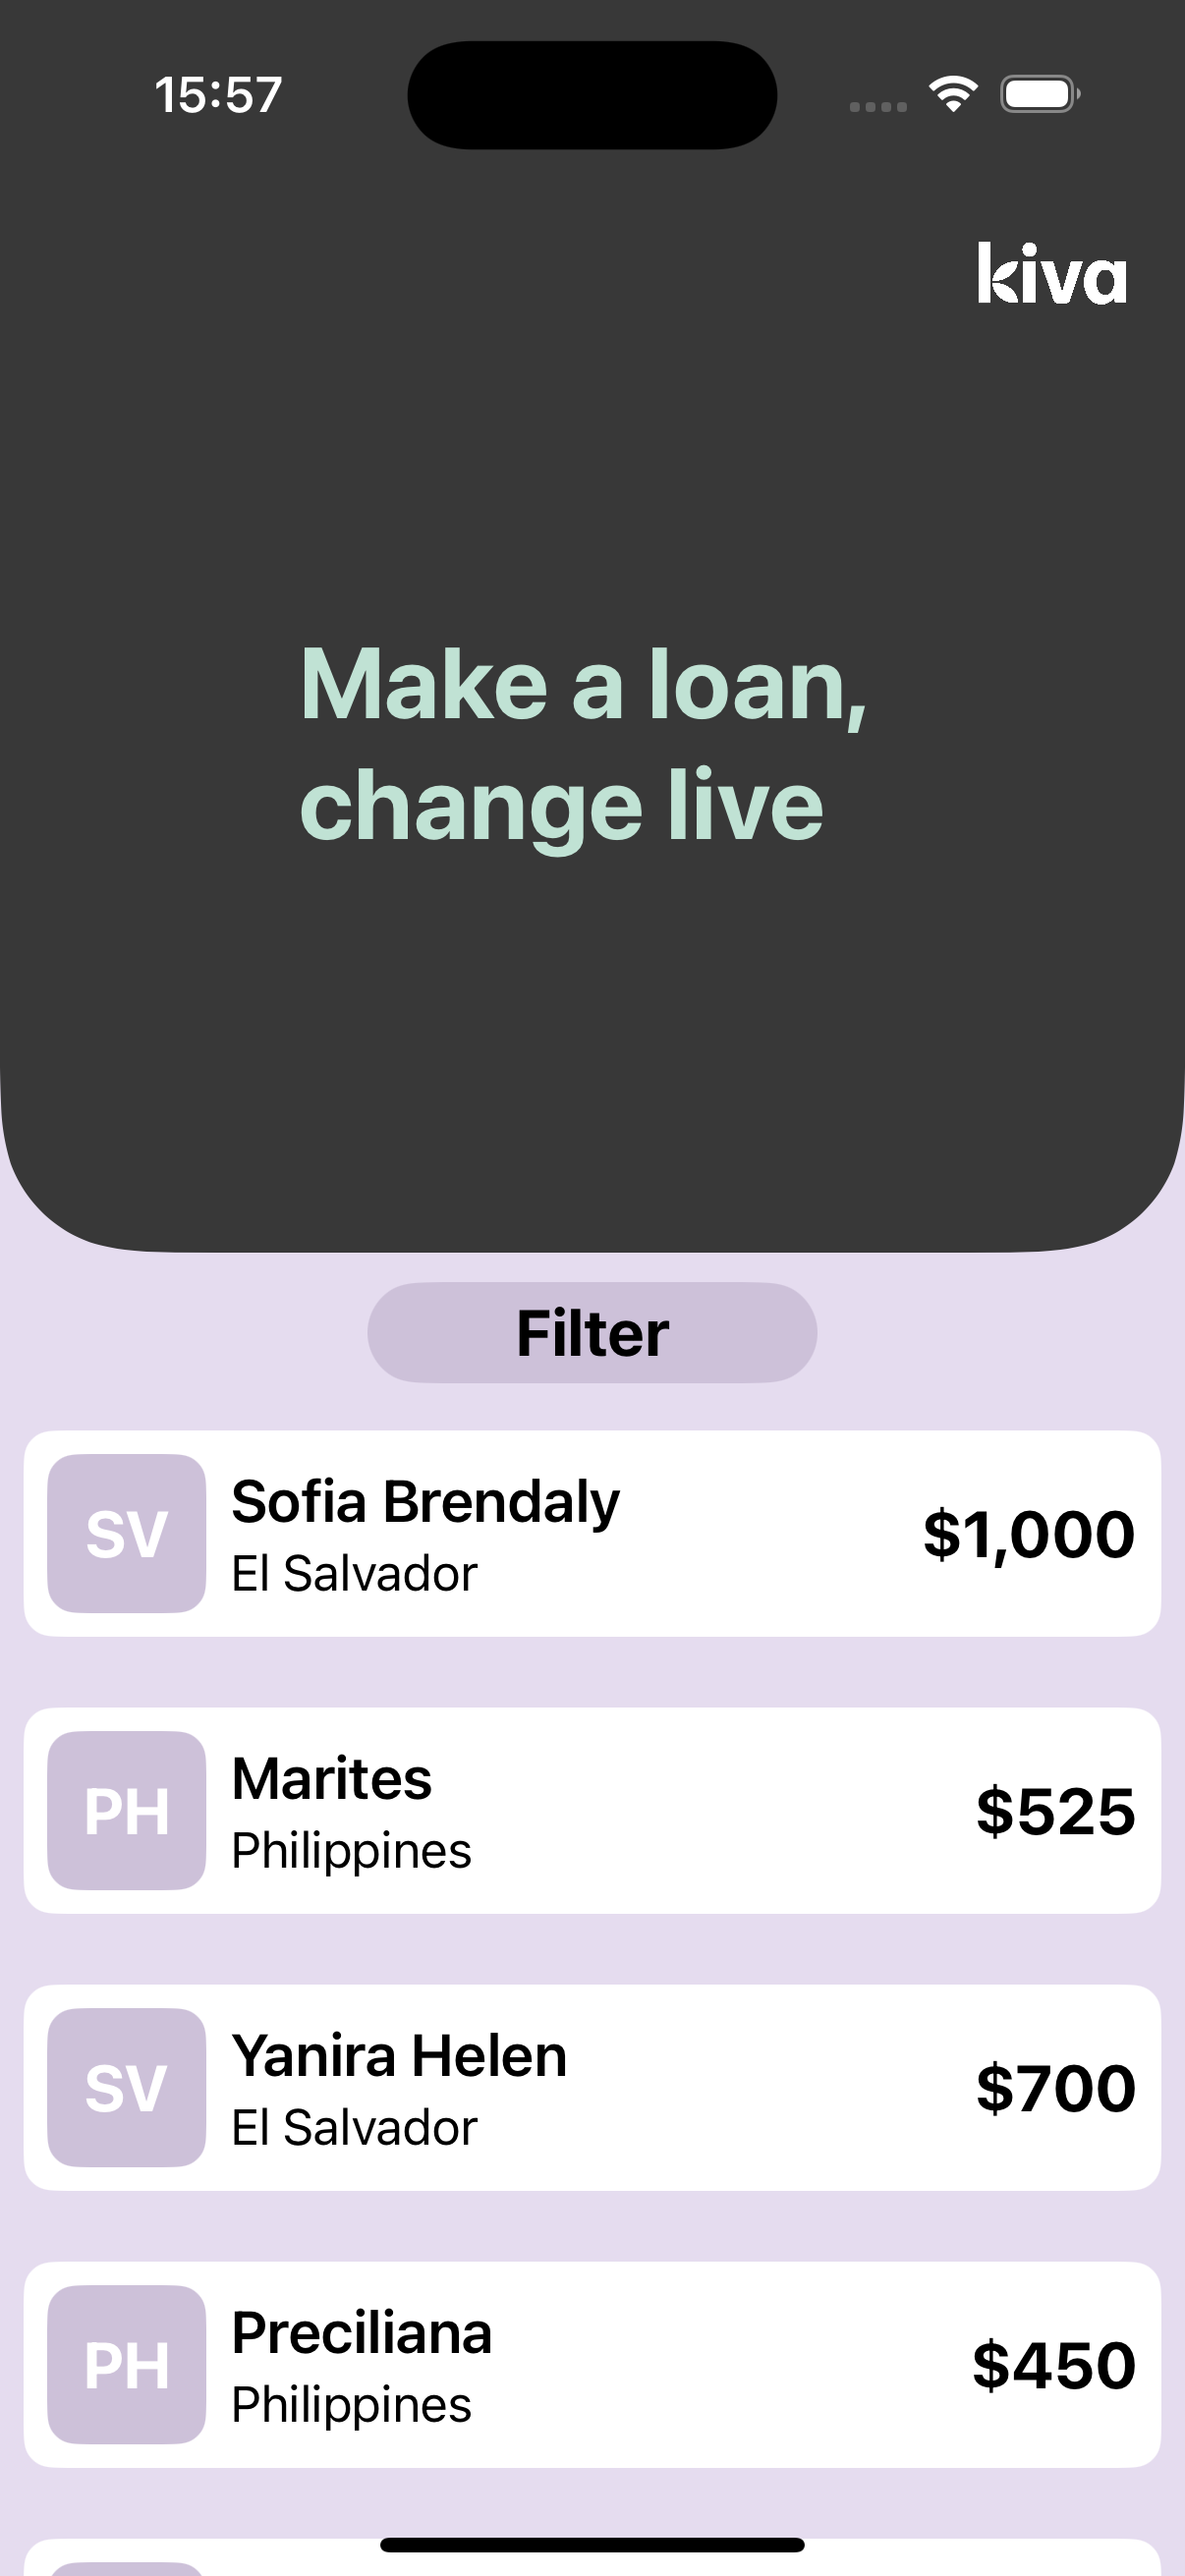 15:57
kiva
Make a loan,
change live
Filter
SV
Sofia Brendaly
El Salvador
$1,000
PH
Marites
Philippines
$525
SV
Yanira Helen
El Salvador
$700
PH
Preciliana
Philippines
$450